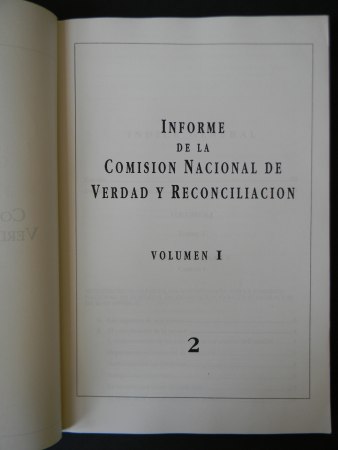 INFORME
DE LA
COMISION NACIONAL DE
VERDAD Y RECONCILIACION
VOLUMEN I
2